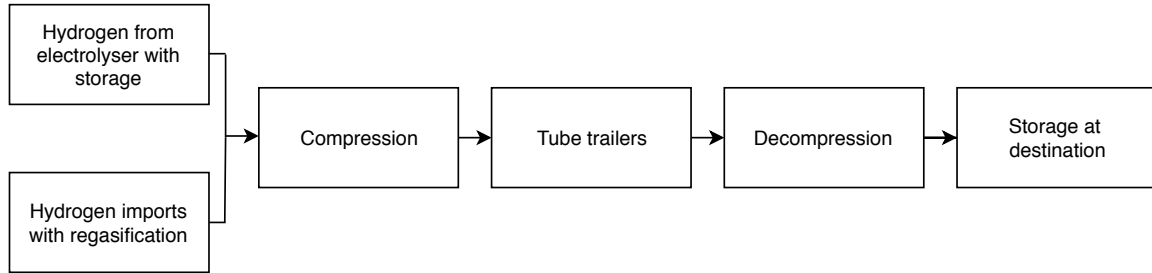 Hydrogen from
electrolyser with
storage
Hydrogen imports
with regasification
Compression
Tube trailers
Decompression
Storage at
destination